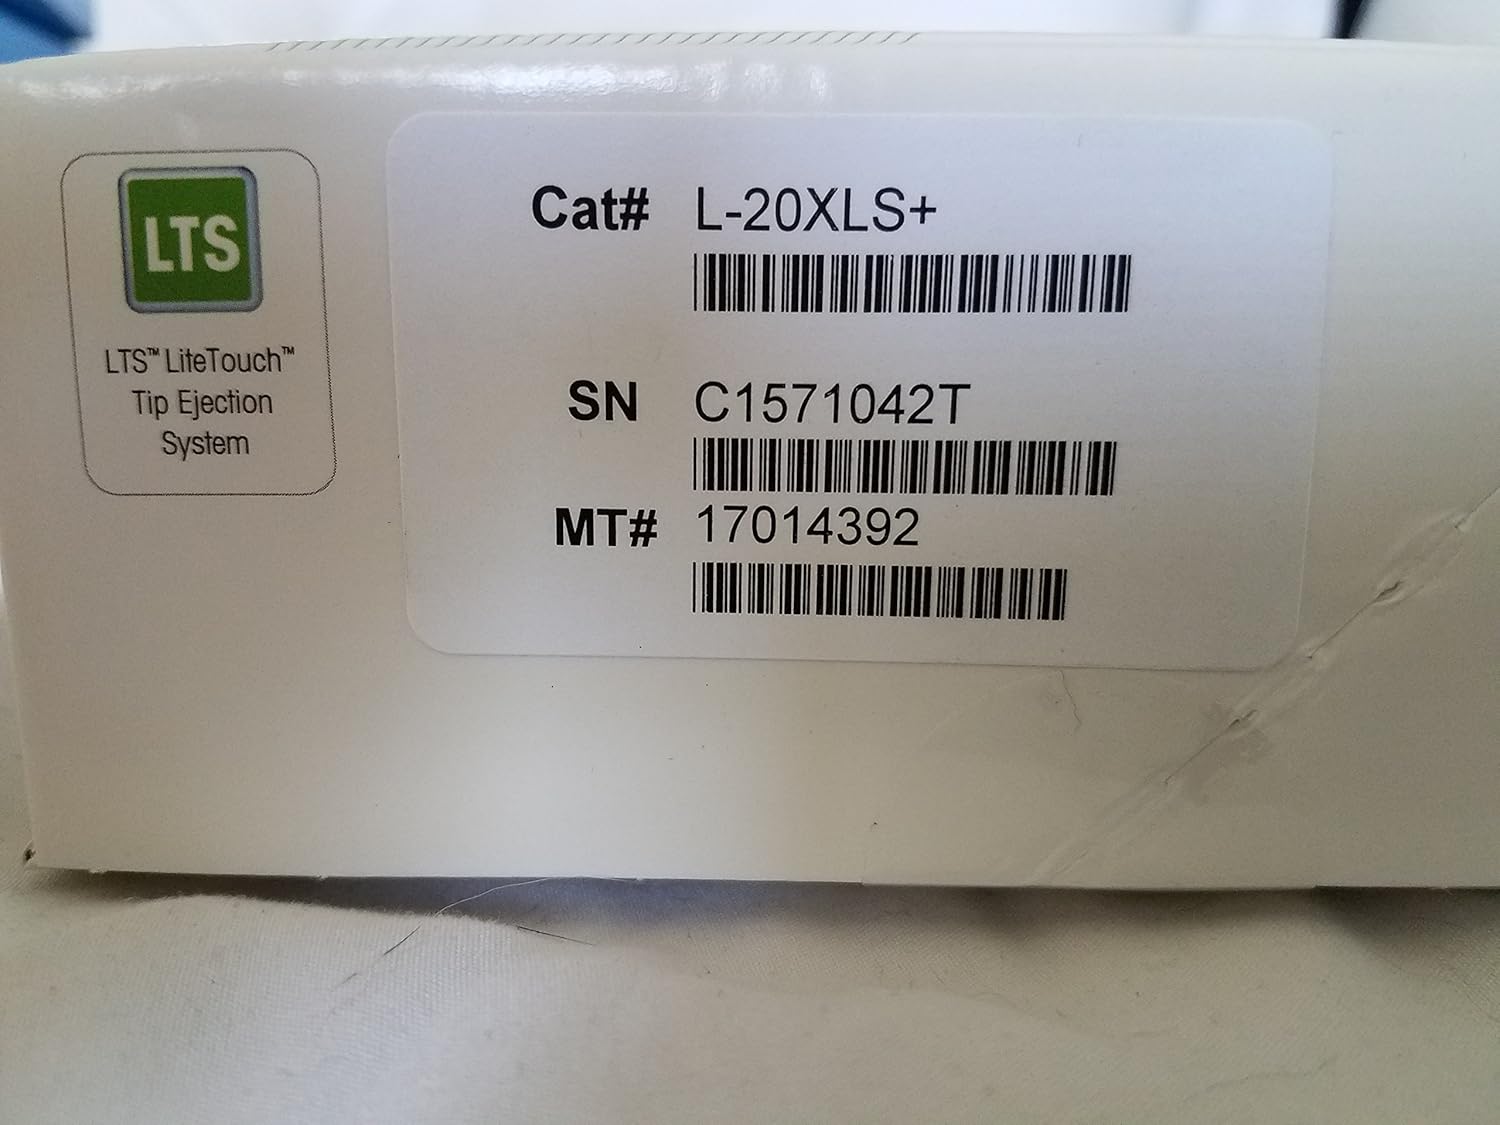 LTS
LTS™ LiteTouch™
Tip Ejection
System
Cat# L-20XLS+
SN C1571042T
MT# 17014392